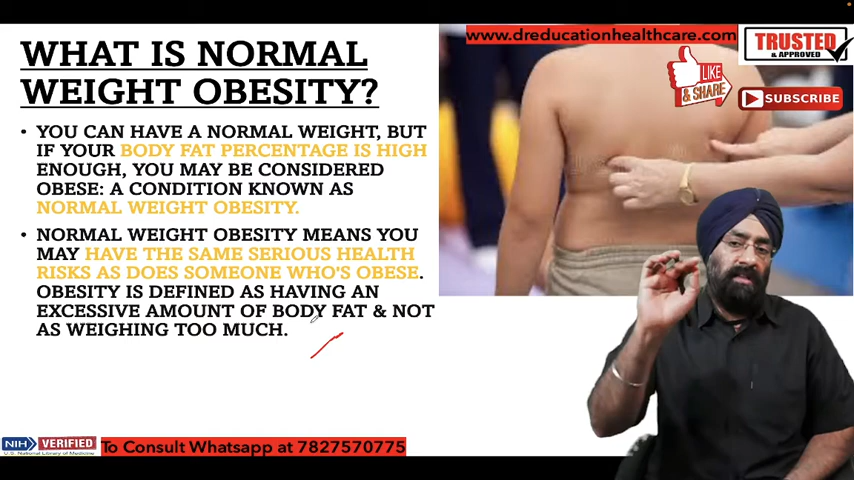 WHAT IS NORMAL
WEIGHT OBESITY?
• YOU CAN HAVE A NORMAL WEIGHT, BUT
IF YOUR BODY FAT PERCENTAGE IS HIGH
ENOUGH, YOU MAY BE CONSIDERED
OBESE: A CONDITION KNOWN AS
NORMAL WEIGHT OBESITY.
• NORMAL WEIGHT OBESITY MEANS YOU
MAY HAVE THE SAME SERIOUS HEALTH
RISKS AS DOES SOMEONE WHO'S OBESE.
OBESITY IS DEFINED AS HAVING AN
EXCESSIVE AMOUNT OF BODY FAT & NOT
AS WEIGHING TOO MUCH.
www.dreducationhealthcare.com
TRUSTED
& APPROVED
LIKE
& SHARE
SUBSCRIBE
NIH VERIFIED
U.S. National Library of Medicine
To Consult Whatsapp at 7827570775